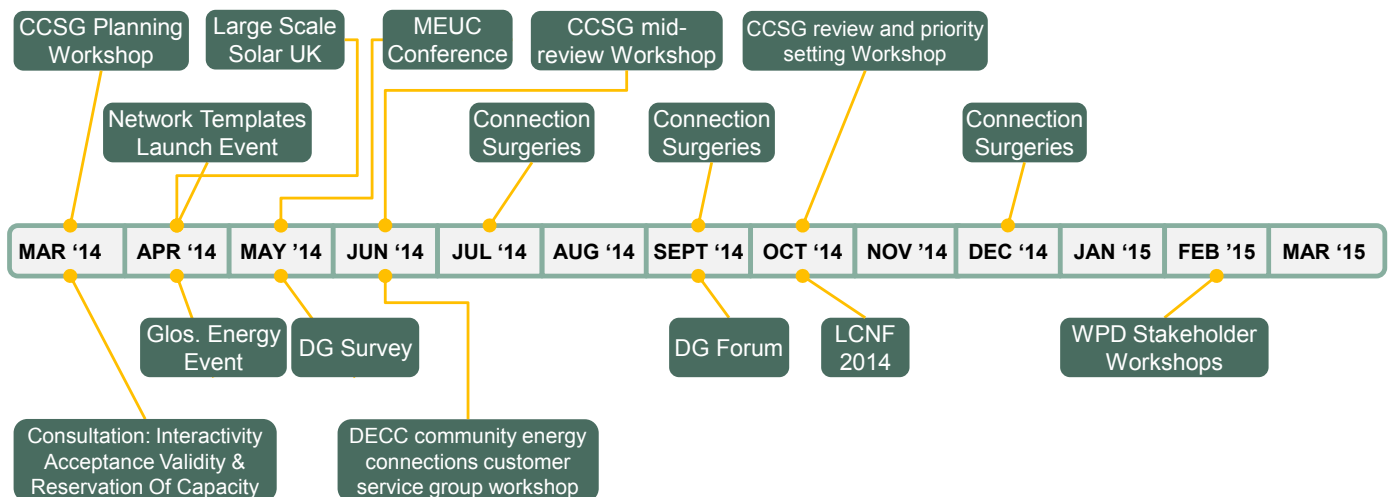 CCSG Planning
Workshop
Large Scale
Solar UK
MEUC
Conference
CCSG mid-
review Workshop
CCSG review and priority
setting Workshop
Network Templates
Launch Event
Connection
Surgeries
Connection
Surgeries
Connection
Surgeries
MAR ‘14
APR ‘14
MAY ’14
JUN ‘14
JUL ‘14
AUG ‘14
SEPT ‘14
OCT ‘14
NOV ‘14
DEC ‘14
JAN ‘15
FEB ’15
MAR ‘15
Glos. Energy
Event
DG Survey
DG Forum
LCNF
2014
WPD Stakeholder
Workshops
Consultation: Interactivity
Acceptance Validity &
Reservation Of Capacity
DECC community energy
connections customer
service group workshop